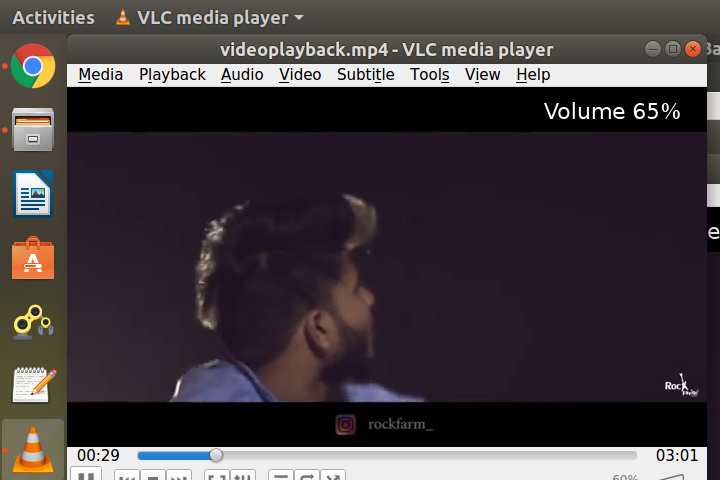 Activities VLC media player
videoplayback.mp4 - VLC media player
Media Playback Audio Video Subtitle Tools View Help
Volume 65%
Rock
rockfarm_
00:29 03:01
60%